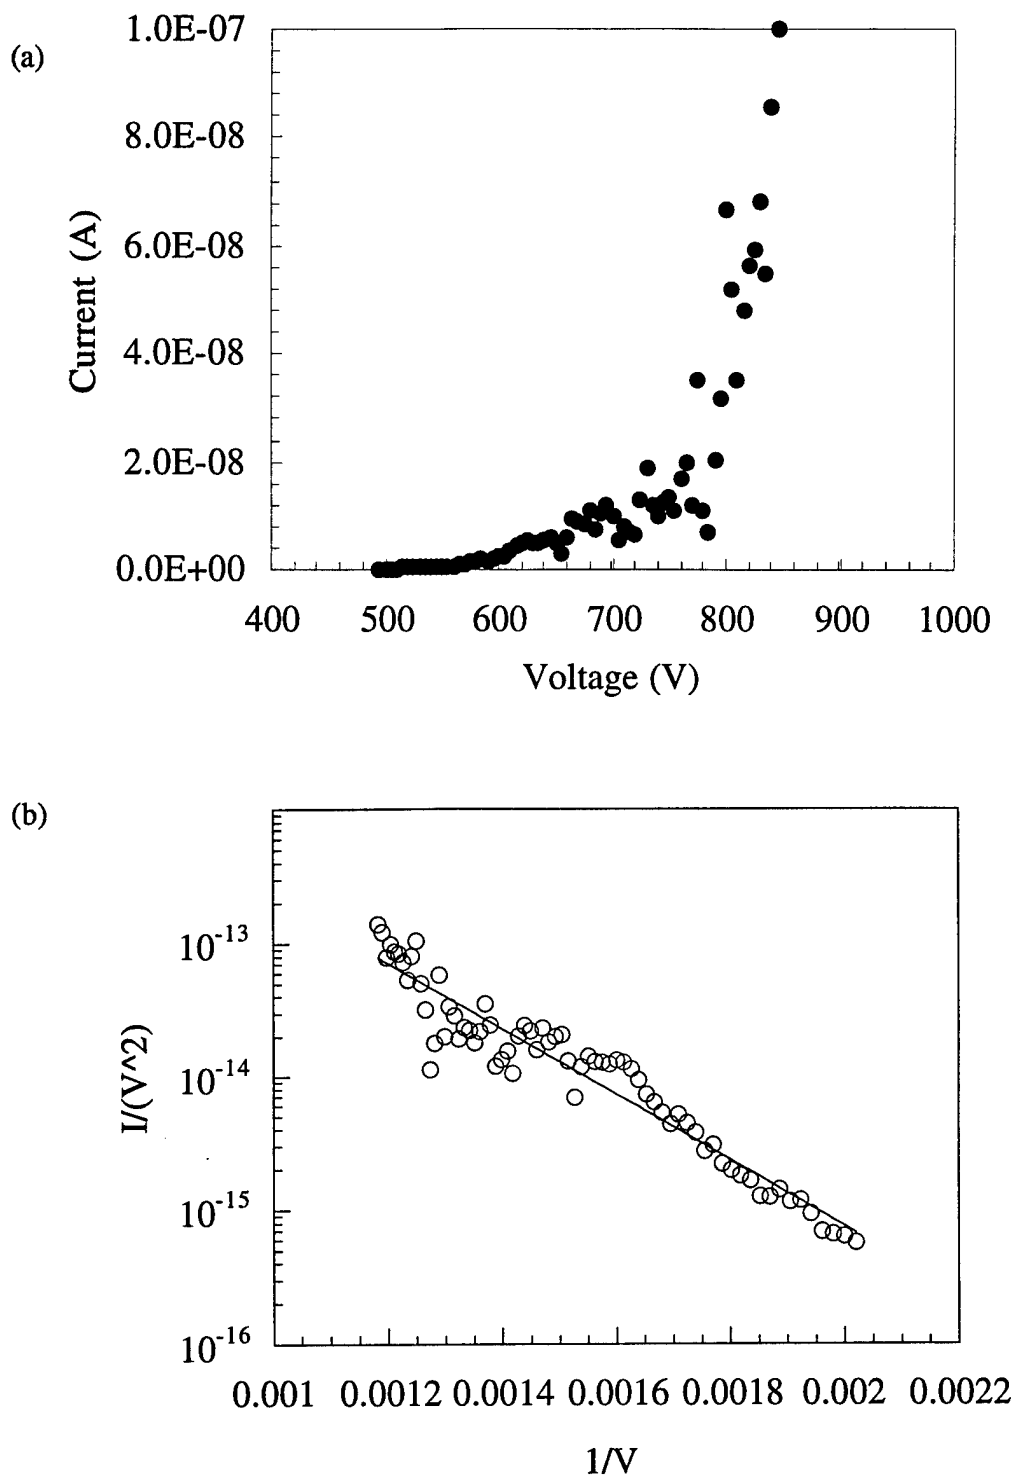 (a)
1.0E-07
8.0E-08
6.0E-08
4.0E-08
2.0E-08
0.0E+00
Current (A)
400 500 600 700 800 900 1000
Voltage (V)
(b)
10-13
10-14
10-15
10-16
I/(V^2)
0.001 0.0012 0.0014 0.0016 0.0018 0.002 0.0022
1/V